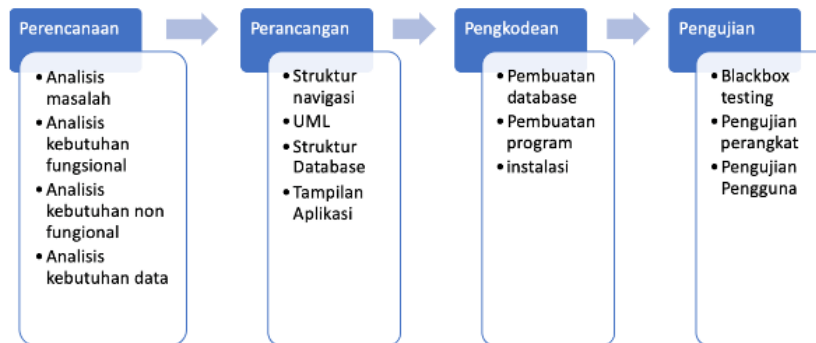 Perencanaan
• Analisis
masalah
• Analisis
kebutuhan
fungsional
• Analisis
kebutuhan non
fungional
• Analisis
kebutuhan data
Perancangan
• Struktur
navigasi
• UML
• Struktur
Database
• Tampilan
Aplikasi
Pengkodean
• Pembuatan
database
• Pembuatan
program
• instalasi
Pengujian
• Blackbox
testing
• Pengujian
perangkat
• Pengujian
Pengguna